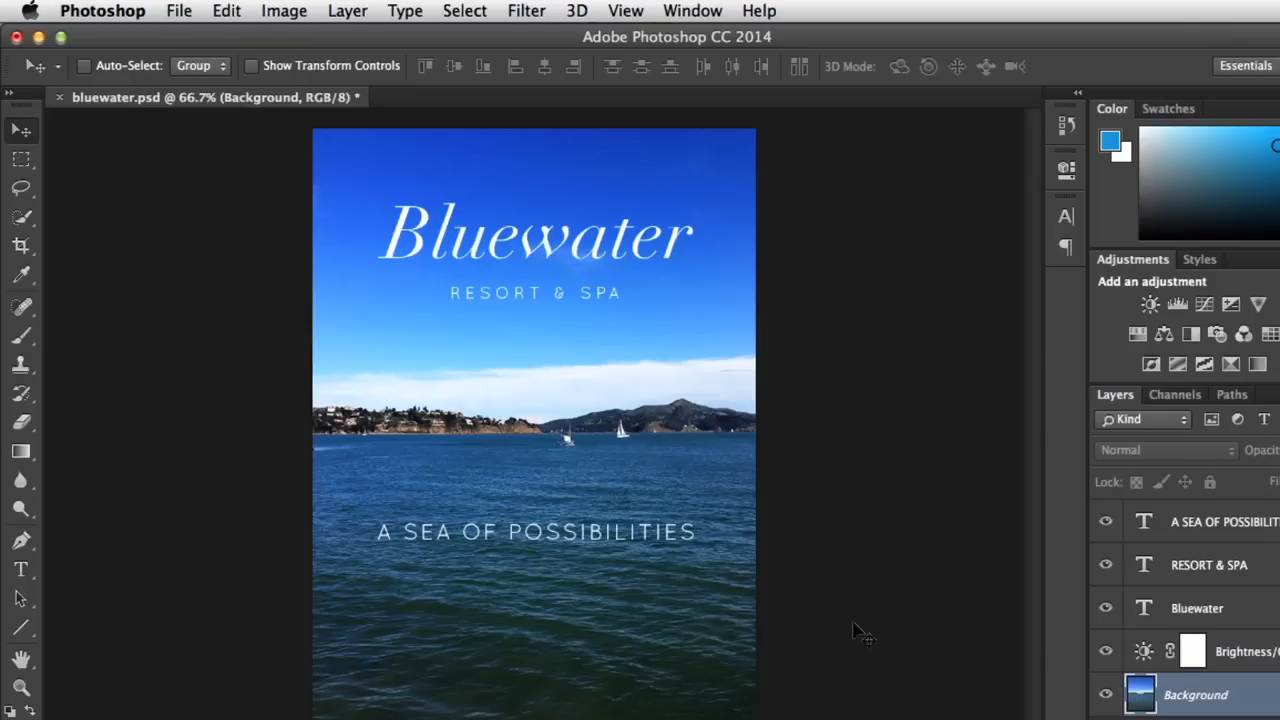 Photoshop File Edit Image Layer Type Select Filter 3D View Window Help
Adobe Photoshop CC 2014
Auto-Select: Group Show Transform Controls 3D Mode: Essentials
× bluewater.psd @ 66.7% (Background, RGB/8) *
Color Swatches
Bluewater
RESORT & SPA
A SEA OF POSSIBILITIES
Adjustments Styles
Add an adjustment
Layers Channels Paths
Kind
Normal Opacit
Lock: Fi
A SEA OF POSSIBILIT
RESORT & SPA
Bluewater
Brightness/C
Background